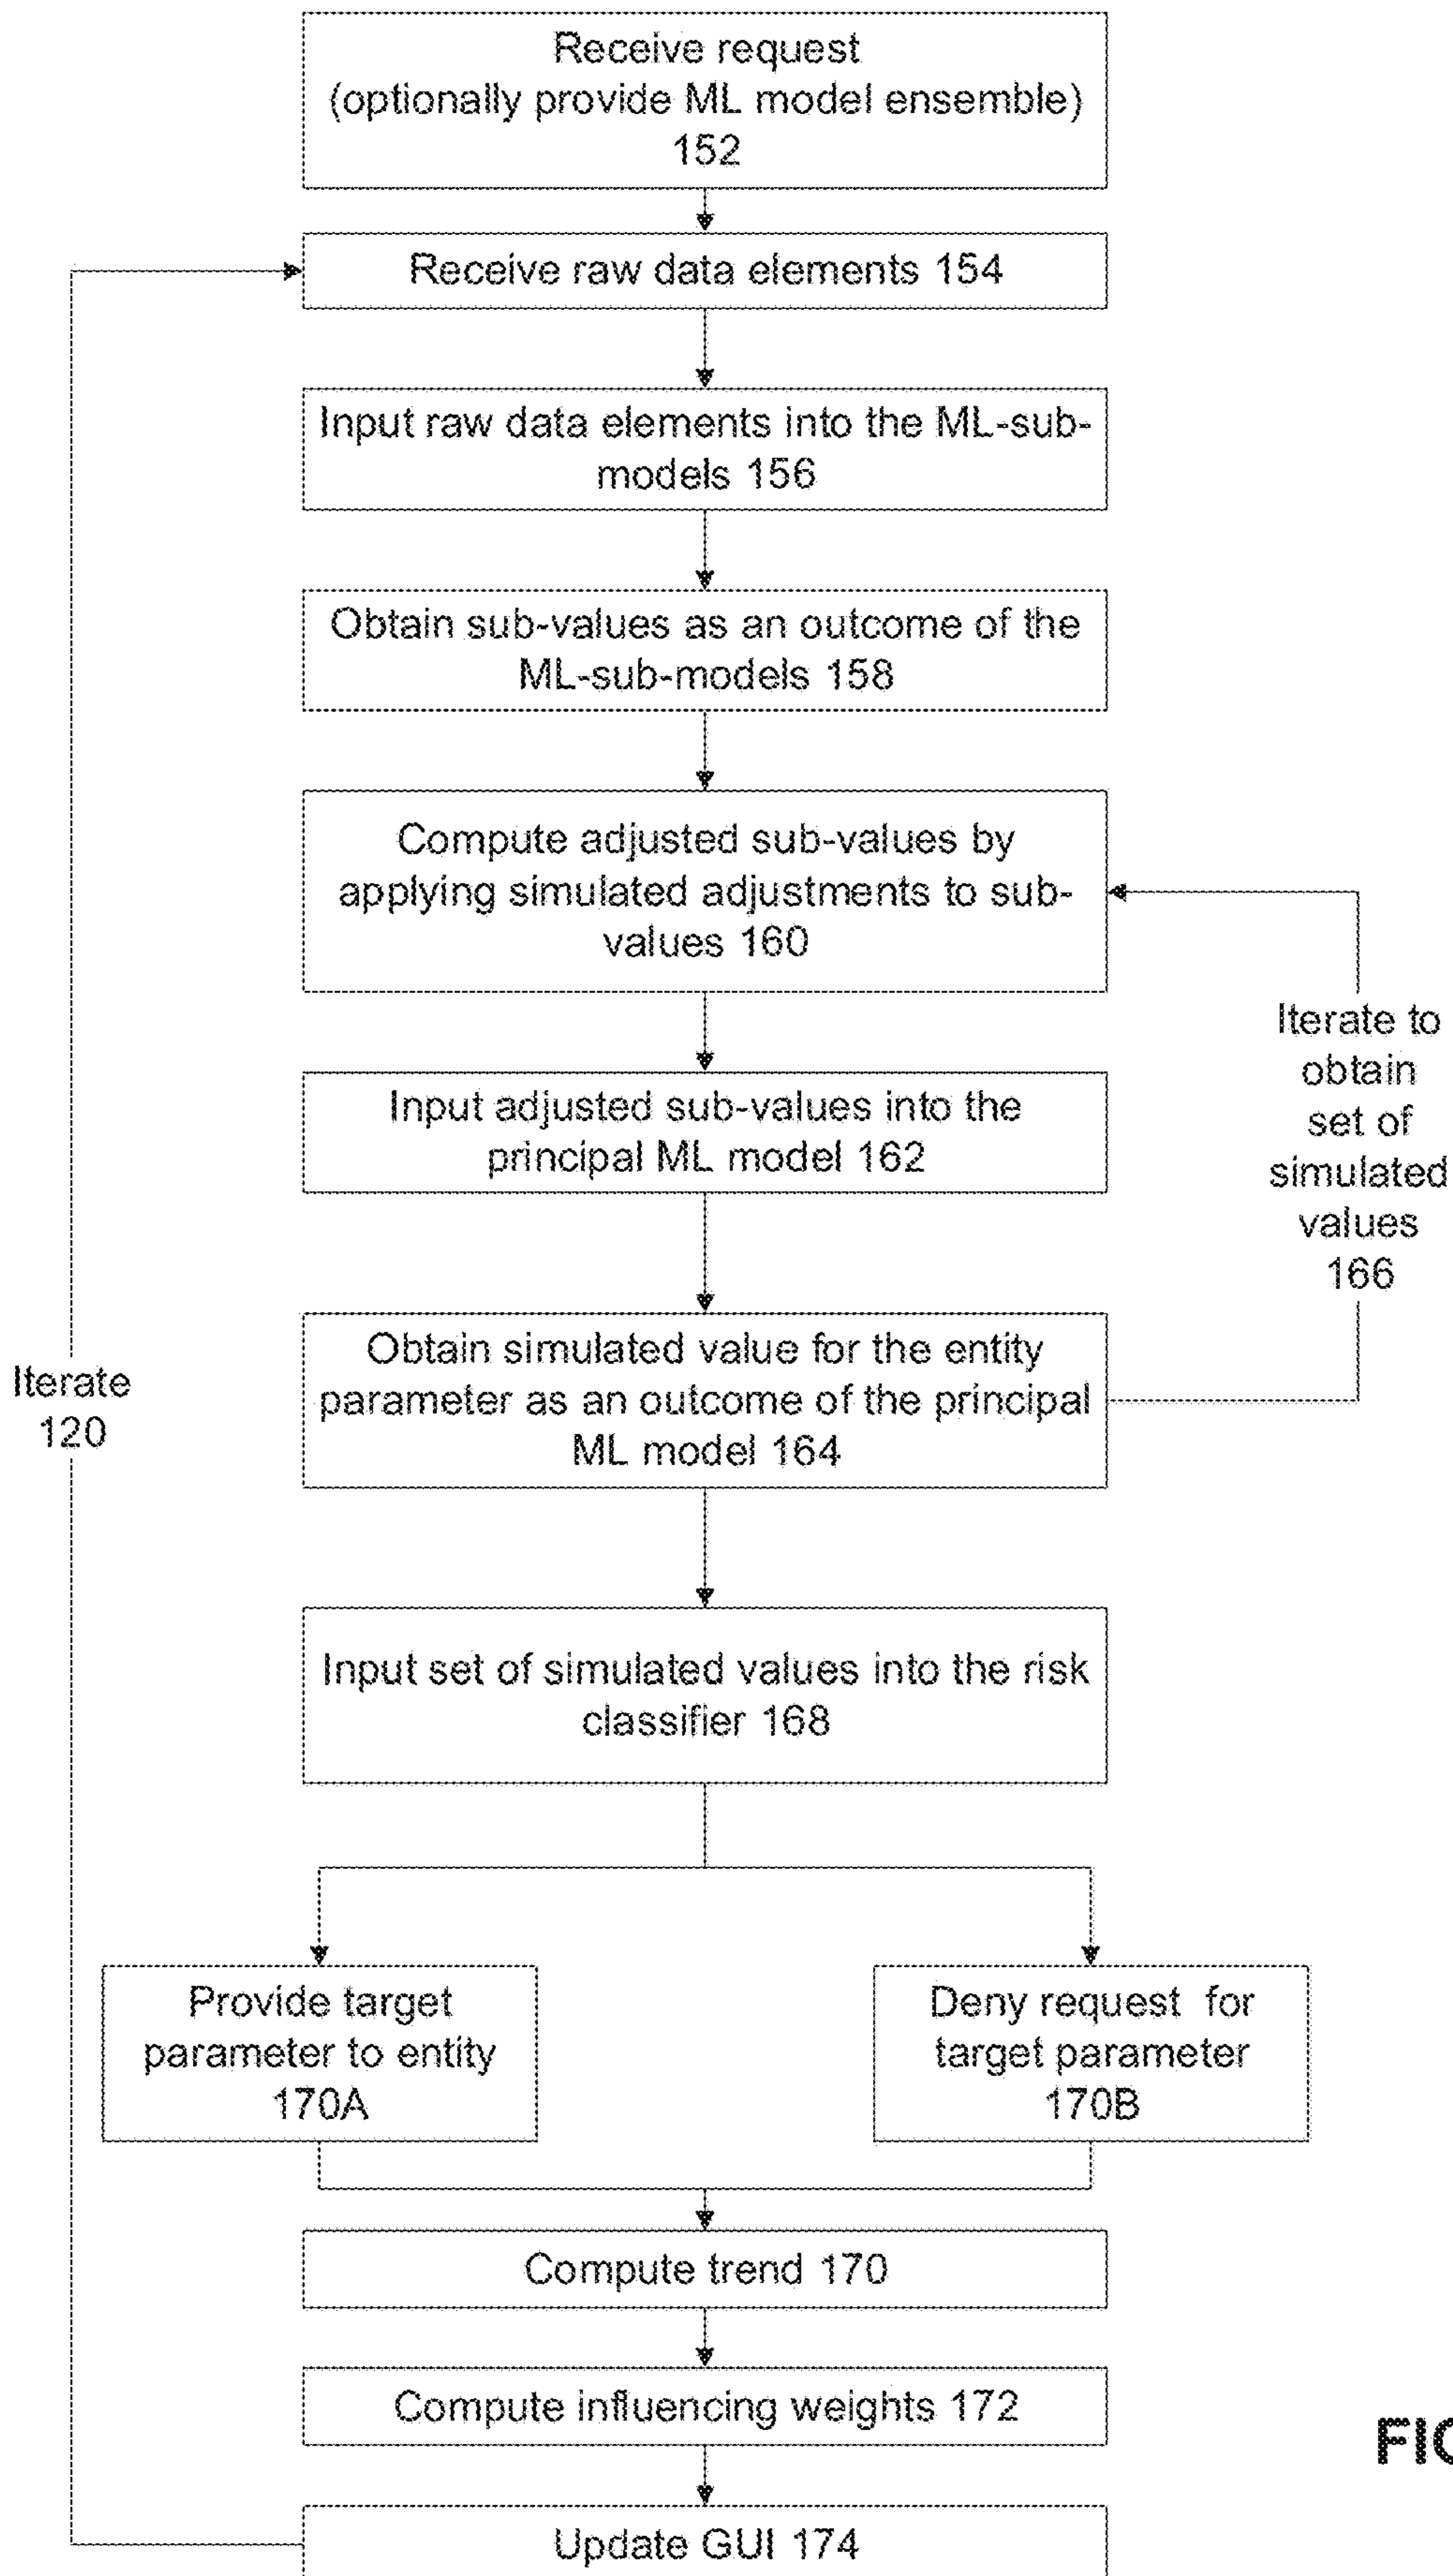 Receive request
(optionally provide ML model ensemble)
152
Receive raw data elements 154
Input raw data elements into the ML-sub-
models 156
Obtain sub-values as an outcome of the
ML-sub-models 158
Compute adjusted sub-values by
applying simulated adjustments to sub-
values 160
Input adjusted sub-values into the
principal ML model 162
Iterate to
obtain
set of
simulated
values
166
Obtain simulated value for the entity
parameter as an outcome of the principal
ML model 164
Iterate
120
Input set of simulated values into the risk
classifier 168
Provide target
parameter to entity
170A
Deny request for
target parameter
170B
Compute trend 170
Compute influencing weights 172
Update GUI 174